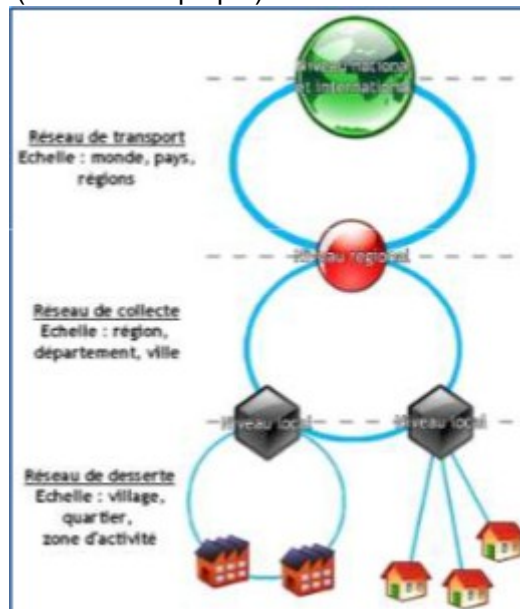 Niveau national
et international
Réseau de transport
Echelle : monde, pays,
régions
Niveau régional
Réseau de collecte
Echelle : région,
département, ville
Niveau local
Niveau local
Réseau de desserte
Echelle : village,
quartier,
zone d'activité